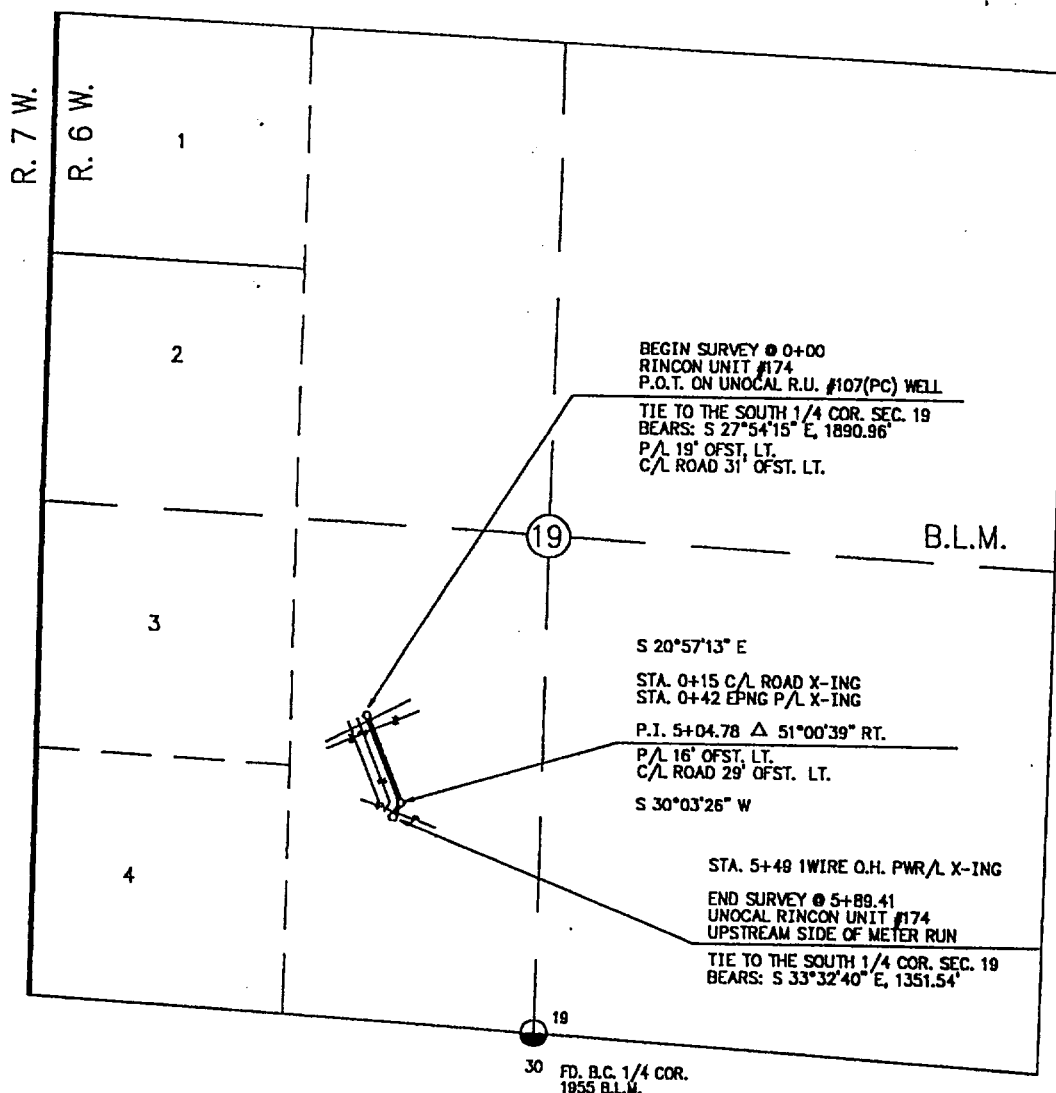 R. 7 W.
R. 6 W.
1
2
BEGIN SURVEY @ 0+00
RINCON UNIT #174
P.O.T. ON UNOCAL R.U. #107(PC) WELL
TIE TO THE SOUTH 1/4 COR. SEC. 19
BEARS: S 27°54'15" E, 1890.96'
P/L 19' OFST. LT.
C/L ROAD 31' OFST. LT.
19
B.L.M.
3
S 20°57'13" E
STA. 0+15 C/L ROAD X-ING
STA. 0+42 EPNG P/L X-ING
P.I. 5+04.78 Δ 51°00'39" RT.
P/L 16' OFST. LT.
C/L ROAD 29' OFST. LT.
S 30°03'26" W
4
STA. 5+49 1WIRE O.H. PWR/L X-ING
END SURVEY @ 5+89.41
UNOCAL RINCON UNIT #174
UPSTREAM SIDE OF METER RUN
TIE TO THE SOUTH 1/4 COR. SEC. 19
BEARS: S 33°32'40" E, 1351.54'
19
30
FD. B.C. 1/4 COR.
1955 B.L.M.